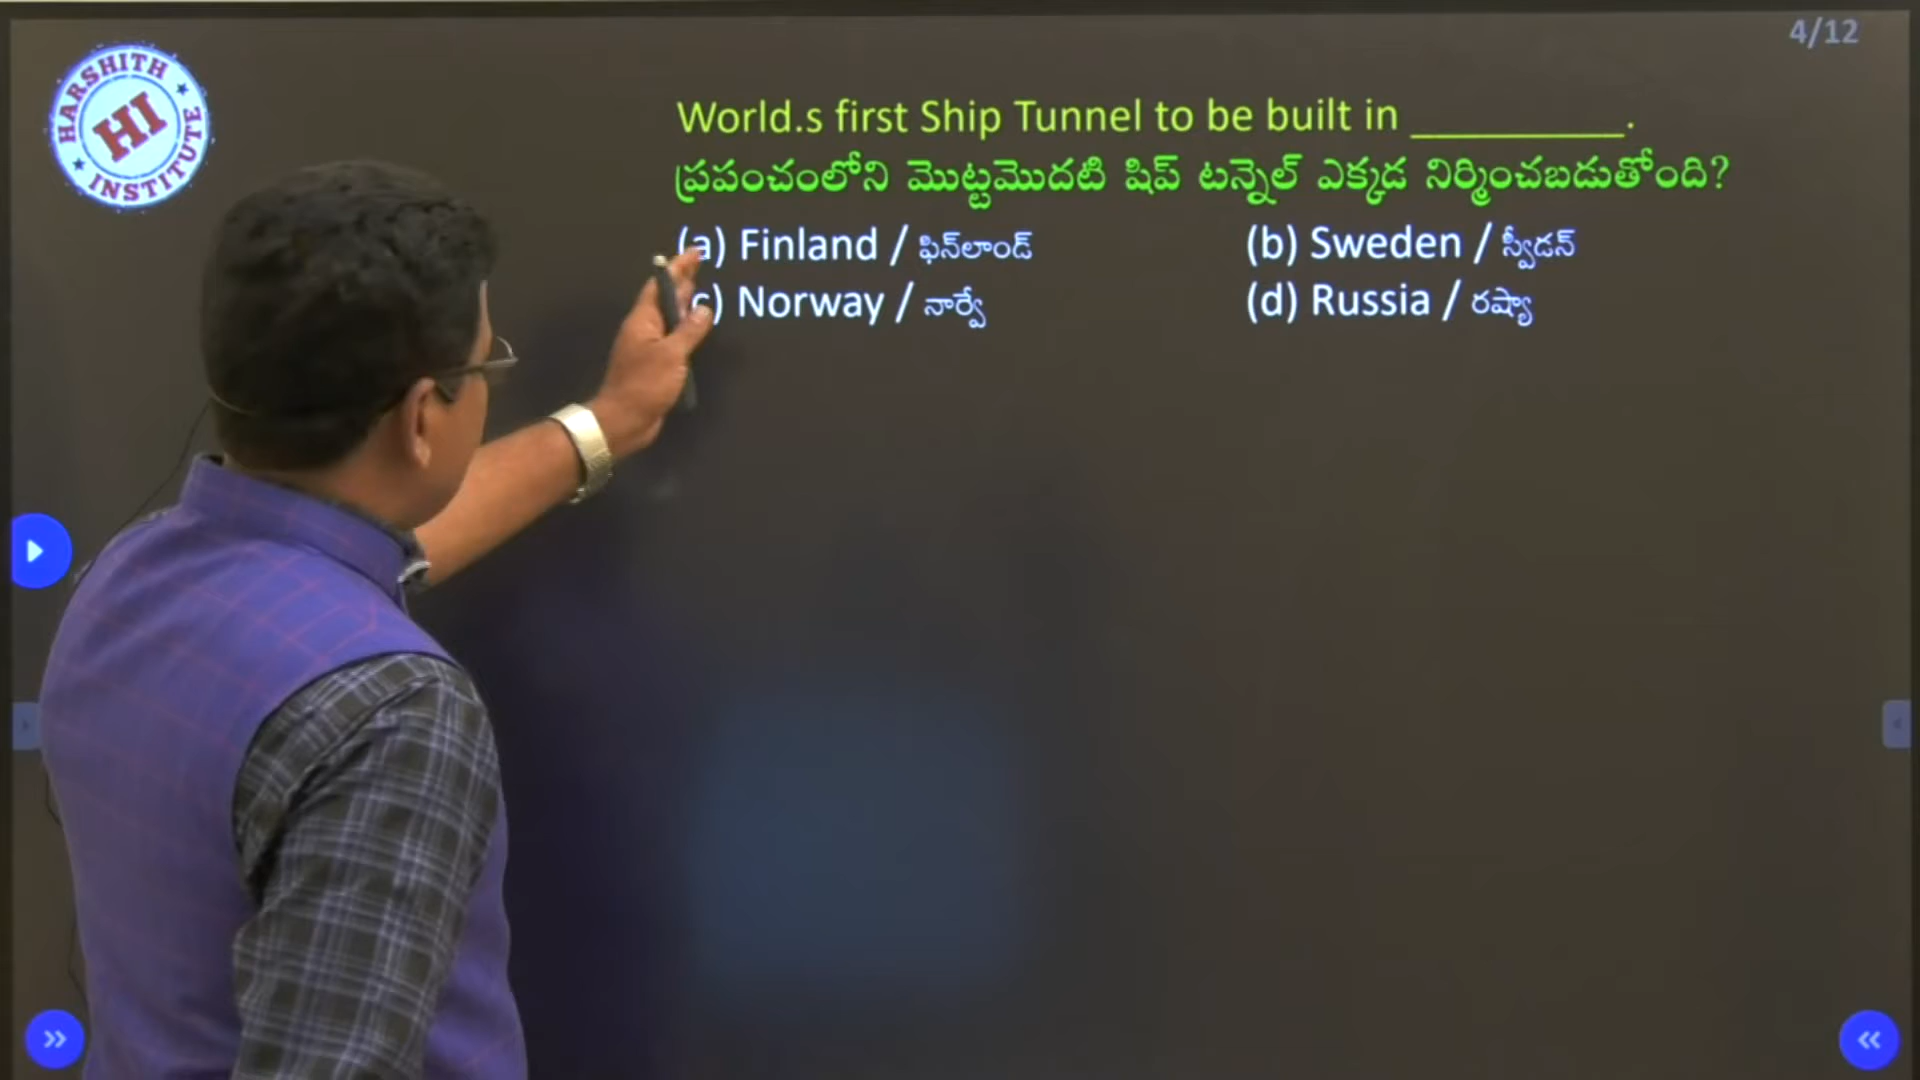 4/12
HARSHITH
HI
INSTITUTE
World.s first Ship Tunnel to be built in _________.
ప్రపంచంలోని మొట్టమొదటి షిప్ టన్నెల్ ఎక్కడ నిర్మించబడుతోంది?
(a) Finland / ఫిన్‌లాండ్ (b) Sweden / స్వీడన్
c) Norway / నార్వే (d) Russia / రష్యా